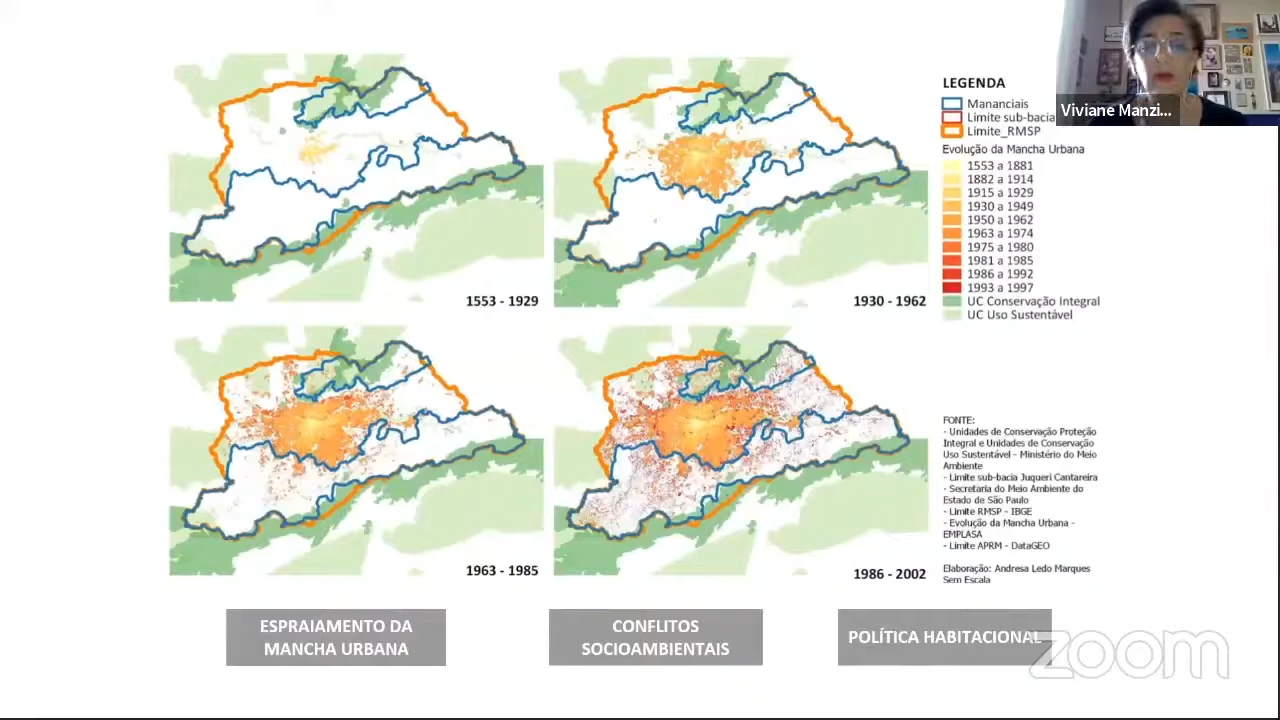 LEGENDA
Mananciais
Limite sub-bacia
Limite_RMSP
Evolução da Mancha Urbana
1553 a 1881
1882 a 1914
1915 a 1929
1930 a 1949
1950 a 1962
1963 a 1974
1975 a 1980
1981 a 1985
1986 a 1992
1993 a 1997
UC Conservação Integral
UC Uso Sustentável
Viviane Manzi...
1553 - 1929
1930 - 1962
1963 - 1985
1986 - 2002
FONTE:
- Unidades de Conservação Proteção
Integral e Unidades de Conservação
Uso Sustentável - Ministério do Meio
Ambiente
- Limite sub-bacia Juqueri Cantareira
- Secretaria do Meio Ambiente do
Estado de São Paulo
- Limite RMSP - IBGE
- Evolução da Mancha Urbana -
EMPLASA
- Limite APRM - DataGEO
Elaboração: Andresa Ledo Marques
Sem Escala
ESPRAIAMENTO DA
MANCHA URBANA
CONFLITOS
SOCIOAMBIENTAIS
POLÍTICA HABITACIONAL
zoom